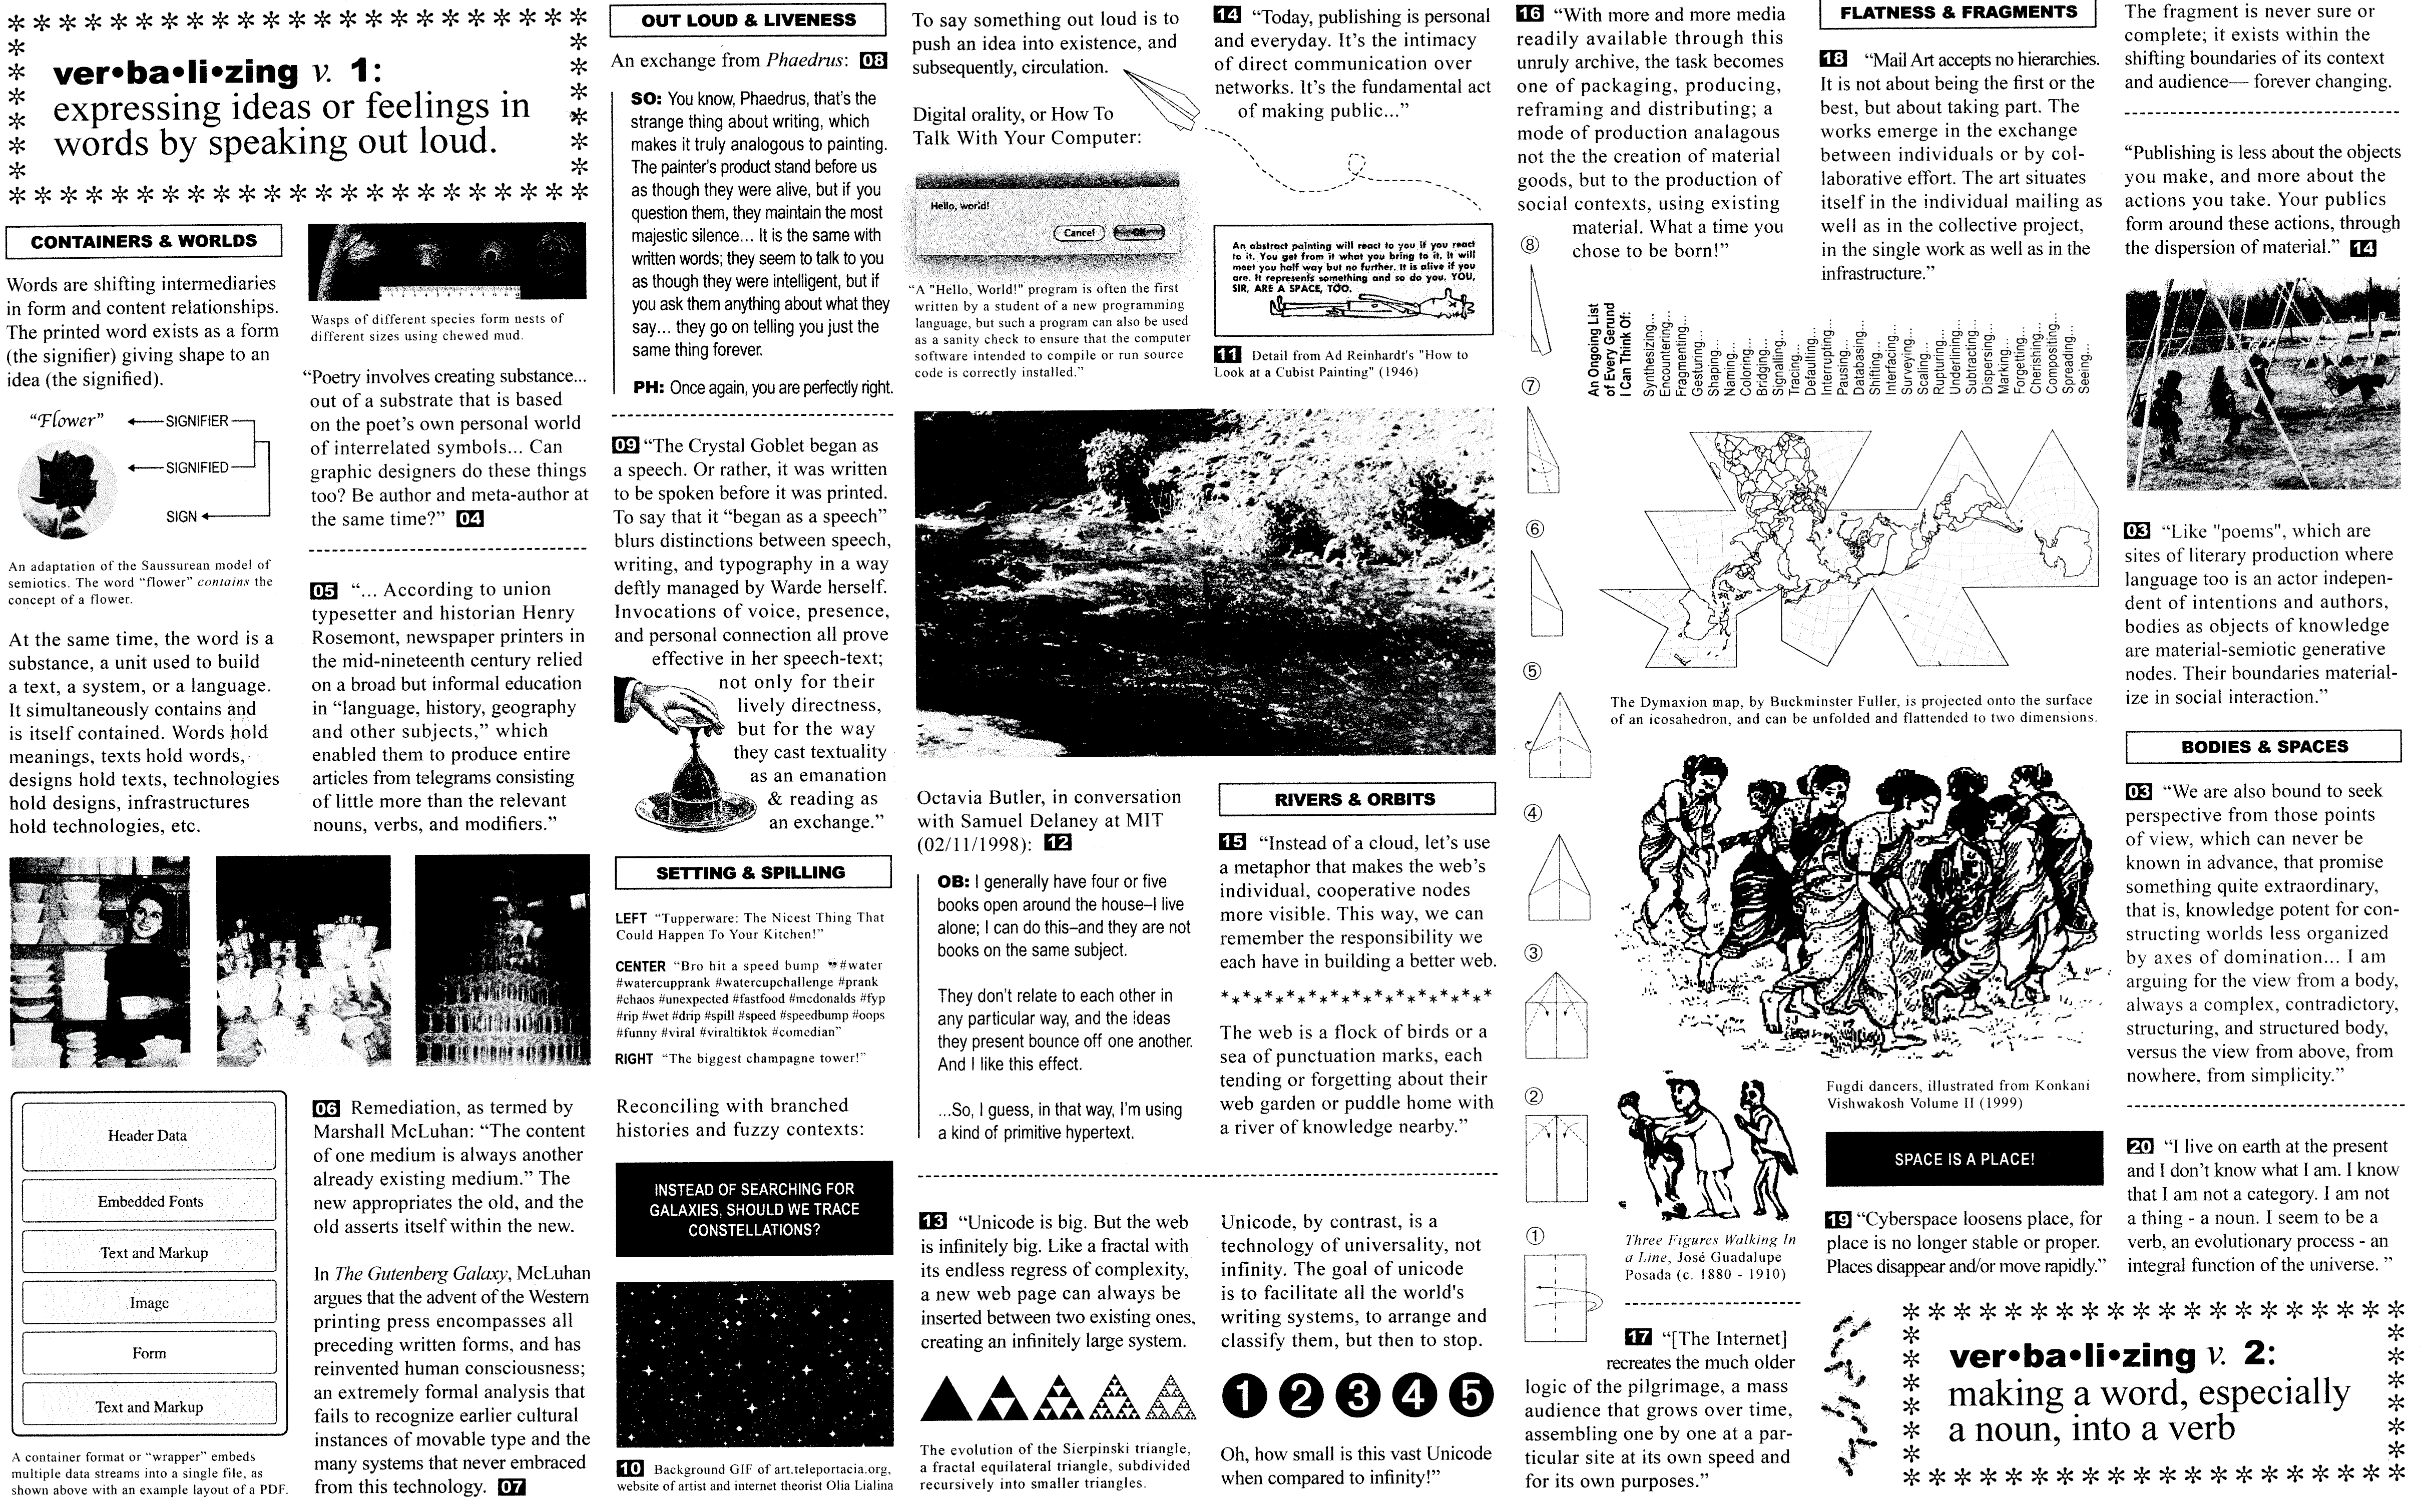 ver•ba•li•zing v. 1:
expressing ideas or feelings in
words by speaking out loud.
CONTAINERS & WORLDS
Words are shifting intermediaries
in form and content relationships.
The printed word exists as a form
(the signifier) giving shape to an
idea (the signified).
“Flower”
SIGNIFIER
SIGNIFIED
SIGN
An adaptation of the Saussurean model of
semiotics. The word “flower” contains the
concept of a flower.
At the same time, the word is a
substance, a unit used to build
a text, a system, or a language.
It simultaneously contains and
is itself contained. Words hold
meanings, texts hold words,
designs hold texts, technologies
hold designs, infrastructures
hold technologies, etc.
Header Data
Embedded Fonts
Text and Markup
Image
Form
Text and Markup
A container format or “wrapper” embeds
multiple data streams into a single file, as
shown above with an example layout of a PDF.
Wasps of different species form nests of
different sizes using chewed mud.
“Poetry involves creating substance...
out of a substrate that is based
on the poet's own personal world
of interrelated symbols... Can
graphic designers do these things
too? Be author and meta-author at
the same time?” 04
05 “... According to union
typesetter and historian Henry
Rosemont, newspaper printers in
the mid-nineteenth century relied
on a broad but informal education
in “language, history, geography
and other subjects,” which
enabled them to produce entire
articles from telegrams consisting
of little more than the relevant
nouns, verbs, and modifiers.”
06 Remediation, as termed by
Marshall McLuhan: “The content
of one medium is always another
already existing medium.” The
new appropriates the old, and the
old asserts itself within the new.
In The Gutenberg Galaxy, McLuhan
argues that the advent of the Western
printing press encompasses all
preceding written forms, and has
reinvented human consciousness;
an extremely formal analysis that
fails to recognize earlier cultural
instances of movable type and the
many systems that never embraced
from this technology. 07
OUT LOUD & LIVENESS
An exchange from Phaedrus: 08
SO: You know, Phaedrus, that's the
strange thing about writing, which
makes it truly analogous to painting.
The painter's product stand before us
as though they were alive, but if you
question them, they maintain the most
majestic silence... It is the same with
written words; they seem to talk to you
as though they were intelligent, but if
you ask them anything about what they
say... they go on telling you just the
same thing forever.
PH: Once again, you are perfectly right.
09 “The Crystal Goblet began as
a speech. Or rather, it was written
to be spoken before it was printed.
To say that it “began as a speech”
blurs distinctions between speech,
writing, and typography in a way
deftly managed by Warde herself.
Invocations of voice, presence,
and personal connection all prove
effective in her speech-text;
not only for their
lively directness,
but for the way
they cast textuality
as an emanation
& reading as
an exchange.”
SETTING & SPILLING
LEFT “Tupperware: The Nicest Thing That
Could Happen To Your Kitchen!”
CENTER “Bro hit a speed bump #water
#watercupprank #watercupchallenge #prank
#chaos #unexpected #fastfood #mcdonalds #fyp
#rip #wet #drip #spill #speed #speedbump #oops
#funny #viral #viraltiktok #comedian”
RIGHT “The biggest champagne tower!”
Reconciling with branched
histories and fuzzy contexts:
INSTEAD OF SEARCHING FOR
GALAXIES, SHOULD WE TRACE
CONSTELLATIONS?
10 Background GIF of art.teleportacia.org,
website of artist and internet theorist Olia Lialina
To say something out loud is to
push an idea into existence, and
subsequently, circulation.
Digital orality, or How To
Talk With Your Computer:
Hello, world!
Cancel
OK
“A "Hello, World!" program is often the first
written by a student of a new programming
language, but such a program can also be used
as a sanity check to ensure that the computer
software intended to compile or run source
code is correctly installed.”
14 “Today, publishing is personal
and everyday. It's the intimacy
of direct communication over
networks. It's the fundamental act
of making public...”
An abstract painting will react to you if you react
to it. You get from it what you bring to it. It will
meet you half way but no further. It is alive if you
are. It represents something and so do you. YOU,
SIR, ARE A SPACE, TOO.
11 Detail from Ad Reinhardt's "How to
Look at a Cubist Painting" (1946)
Octavia Butler, in conversation
with Samuel Delaney at MIT
(02/11/1998): 12
OB: I generally have four or five
books open around the house–I live
alone; I can do this–and they are not
books on the same subject.
They don't relate to each other in
any particular way, and the ideas
they present bounce off one another.
And I like this effect.
...So, I guess, in that way, I'm using
a kind of primitive hypertext.
RIVERS & ORBITS
15 “Instead of a cloud, let's use
a metaphor that makes the web's
individual, cooperative nodes
more visible. This way, we can
remember the responsibility we
each have in building a better web.
The web is a flock of birds or a
sea of punctuation marks, each
tending or forgetting about their
web garden or puddle home with
a river of knowledge nearby.”
13 “Unicode is big. But the web
is infinitely big. Like a fractal with
its endless regress of complexity,
a new web page can always be
inserted between two existing ones,
creating an infinitely large system.
The evolution of the Sierpinski triangle,
a fractal equilateral triangle, subdivided
recursively into smaller triangles.
Unicode, by contrast, is a
technology of universality, not
infinity. The goal of unicode
is to facilitate all the world's
writing systems, to arrange and
classify them, but then to stop.
1 2 3 4 5
Oh, how small is this vast Unicode
when compared to infinity!”
16 “With more and more media
readily available through this
unruly archive, the task becomes
one of packaging, producing,
reframing and distributing; a
mode of production analagous
not the the creation of material
goods, but to the production of
social contexts, using existing
material. What a time you
chose to be born!”
8
7
6
5
4
3
2
1
An Ongoing List
of Every Gerund
I Can Think Of:
Synthesizing...
Encountering...
Fragmenting...
Gesturing...
Shaping...
Naming...
Coloring...
Bridging...
Signalling...
Tracing...
Defaulting...
Interrupting...
Pausing...
Databasing...
Shifting...
Interfacing...
Surveying...
Scaling...
Rupturing...
Underlining...
Subtracting...
Dispersing...
Marking...
Forgetting...
Cherishing...
Compositing...
Spreading...
Seeing...
The Dymaxion map, by Buckminster Fuller, is projected onto the surface
of an icosahedron, and can be unfolded and flattended to two dimensions.
Three Figures Walking In
a Line, José Guadalupe
Posada (c. 1880 - 1910)
17 “[The Internet]
recreates the much older
logic of the pilgrimage, a mass
audience that grows over time,
assembling one by one at a par-
ticular site at its own speed and
for its own purposes.”
FLATNESS & FRAGMENTS
18 “Mail Art accepts no hierarchies.
It is not about being the first or the
best, but about taking part. The
works emerge in the exchange
between individuals or by col-
laborative effort. The art situates
itself in the individual mailing as
well as in the collective project,
in the single work as well as in the
infrastructure.”
Fugdi dancers, illustrated from Konkani
Vishwakosh Volume II (1999)
SPACE IS A PLACE!
19 “Cyberspace loosens place, for
place is no longer stable or proper.
Places disappear and/or move rapidly.”
The fragment is never sure or
complete; it exists within the
shifting boundaries of its context
and audience— forever changing.
“Publishing is less about the objects
you make, and more about the
actions you take. Your publics
form around these actions, through
the dispersion of material.” 14
03 “Like "poems", which are
sites of literary production where
language too is an actor indepen-
dent of intentions and authors,
bodies as objects of knowledge
are material-semiotic generative
nodes. Their boundaries material-
ize in social interaction.”
BODIES & SPACES
03 “We are also bound to seek
perspective from those points
of view, which can never be
known in advance, that promise
something quite extraordinary,
that is, knowledge potent for con-
structing worlds less organized
by axes of domination... I am
arguing for the view from a body,
always a complex, contradictory,
structuring, and structured body,
versus the view from above, from
nowhere, from simplicity.”
20 “I live on earth at the present
and I don't know what I am. I know
that I am not a category. I am not
a thing - a noun. I seem to be a
verb, an evolutionary process - an
integral function of the universe. ”
ver•ba•li•zing v. 2:
making a word, especially
a noun, into a verb